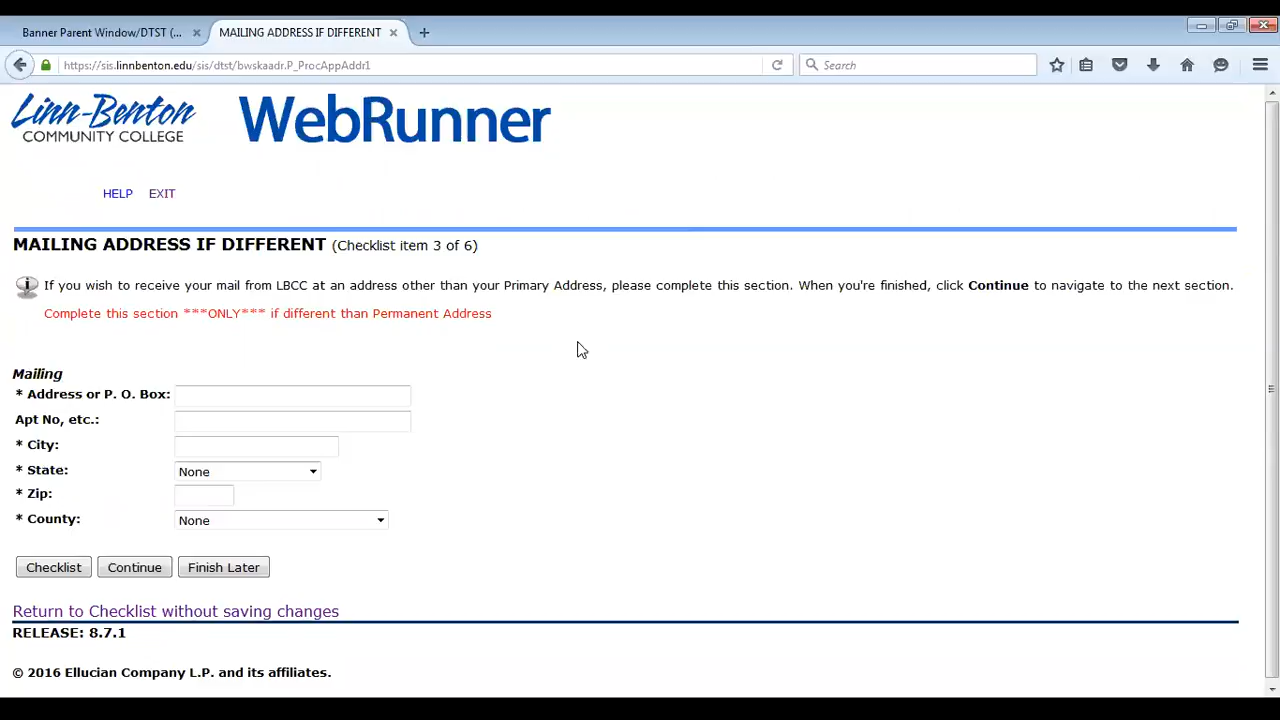 Banner Parent Window/DTST (...
MAILING ADDRESS IF DIFFERENT
https://sis.linnbenton.edu/sis/dtst/bwskaadr.P_ProcAppAddr1
Search
Linn-Benton
COMMUNITY COLLEGE
WebRunner
HELP EXIT
MAILING ADDRESS IF DIFFERENT (Checklist item 3 of 6)
If you wish to receive your mail from LBCC at an address other than your Primary Address, please complete this section. When you're finished, click Continue to navigate to the next section.
Complete this section ***ONLY*** if different than Permanent Address
Mailing
* Address or P. O. Box:
Apt No, etc.:
* City:
* State: None
* Zip:
* County: None
Checklist Continue Finish Later
Return to Checklist without saving changes
RELEASE: 8.7.1
© 2016 Ellucian Company L.P. and its affiliates.